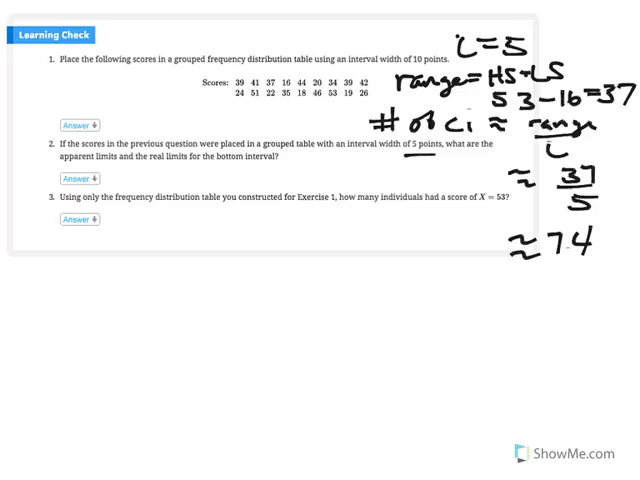 Learning Check
1. Place the following scores in a grouped frequency distribution table using an interval width of 10 points.
Scores: 39 41 37 16 44 20 34 39 42
24 51 22 35 18 46 53 19 26
Answer
2. If the scores in the previous question were placed in a grouped table with an interval width of 5 points, what are the
apparent limits and the real limits for the bottom interval?
Answer
3. Using only the frequency distribution table you constructed for Exercise 1, how many individuals had a score of X = 53?
Answer
i = 5
range = HS - LS
53 - 16 = 37
# of CI ≈ range
i
≈ 37
5
≈ 7.4
ShowMe.com